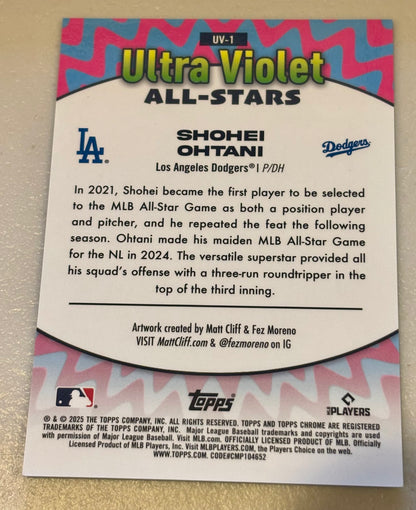 UV-1
Ultra Violet
ALL-STARS
LA
SHOHEI
OHTANI
Dodgers
Los Angeles Dodgers® | P/DH
In 2021, Shohei became the first player to be selected
to the MLB All-Star Game as both a position player
and pitcher, and he repeated the feat the following
season. Ohtani made his maiden MLB All-Star Game
for the NL in 2024. The versatile superstar provided all
his squad's offense with a three-run roundtripper in the
top of the third inning.
Artwork created by Matt Cliff & Fez Moreno
VISIT MattCliff.com & @fezmoreno on IG
Topps
MLB PLAYERS
® & © 2025 THE TOPPS COMPANY, INC. ALL RIGHTS RESERVED. TOPPS AND TOPPS CHROME ARE REGISTERED
TRADEMARKS OF THE TOPPS COMPANY, INC. Major League Baseball trademarks and copyrights are used
with permission of Major League Baseball. Visit MLB.com. OFFICIALLY LICENSED PRODUCT OF MLB. Officially
Licensed Product of MLB Players, Inc. Visit MLBPLAYERS.com, the Players Choice on the web.
WWW.TOPPS.COM. CODE#CMP104652